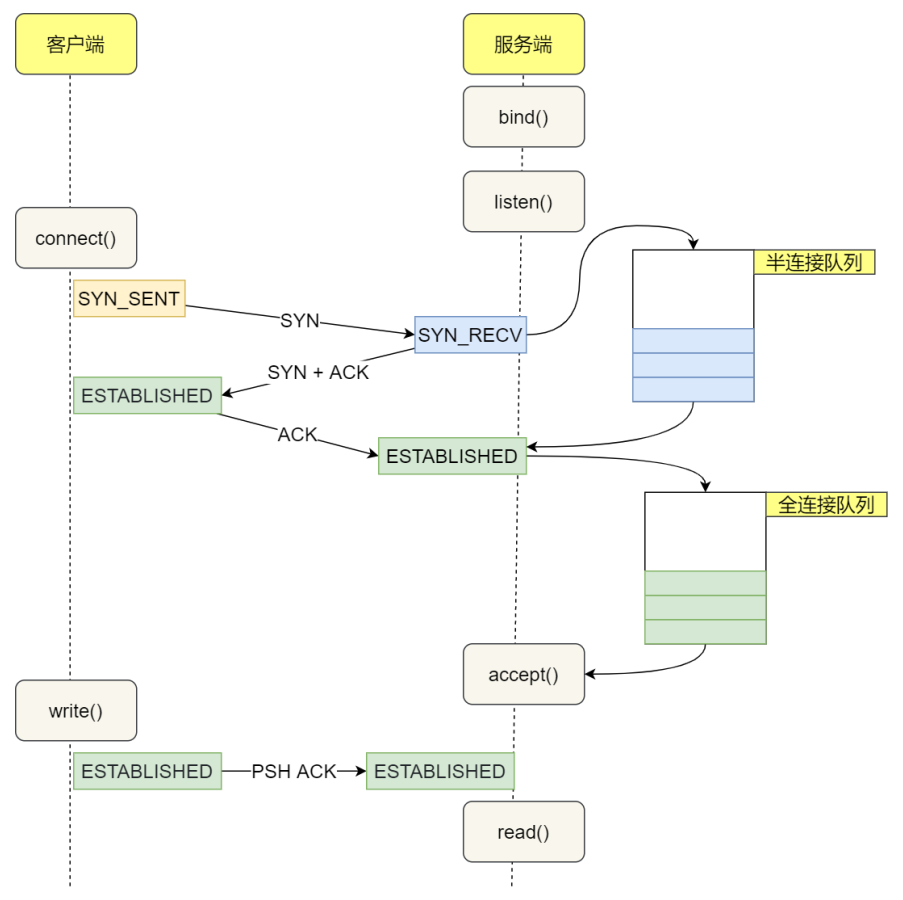 客户端
服务端
bind()
listen()
connect()
半连接队列
SYN_SENT
SYN
SYN_RECV
SYN + ACK
ESTABLISHED
ACK
ESTABLISHED
全连接队列
accept()
write()
ESTABLISHED
PSH ACK
ESTABLISHED
read()